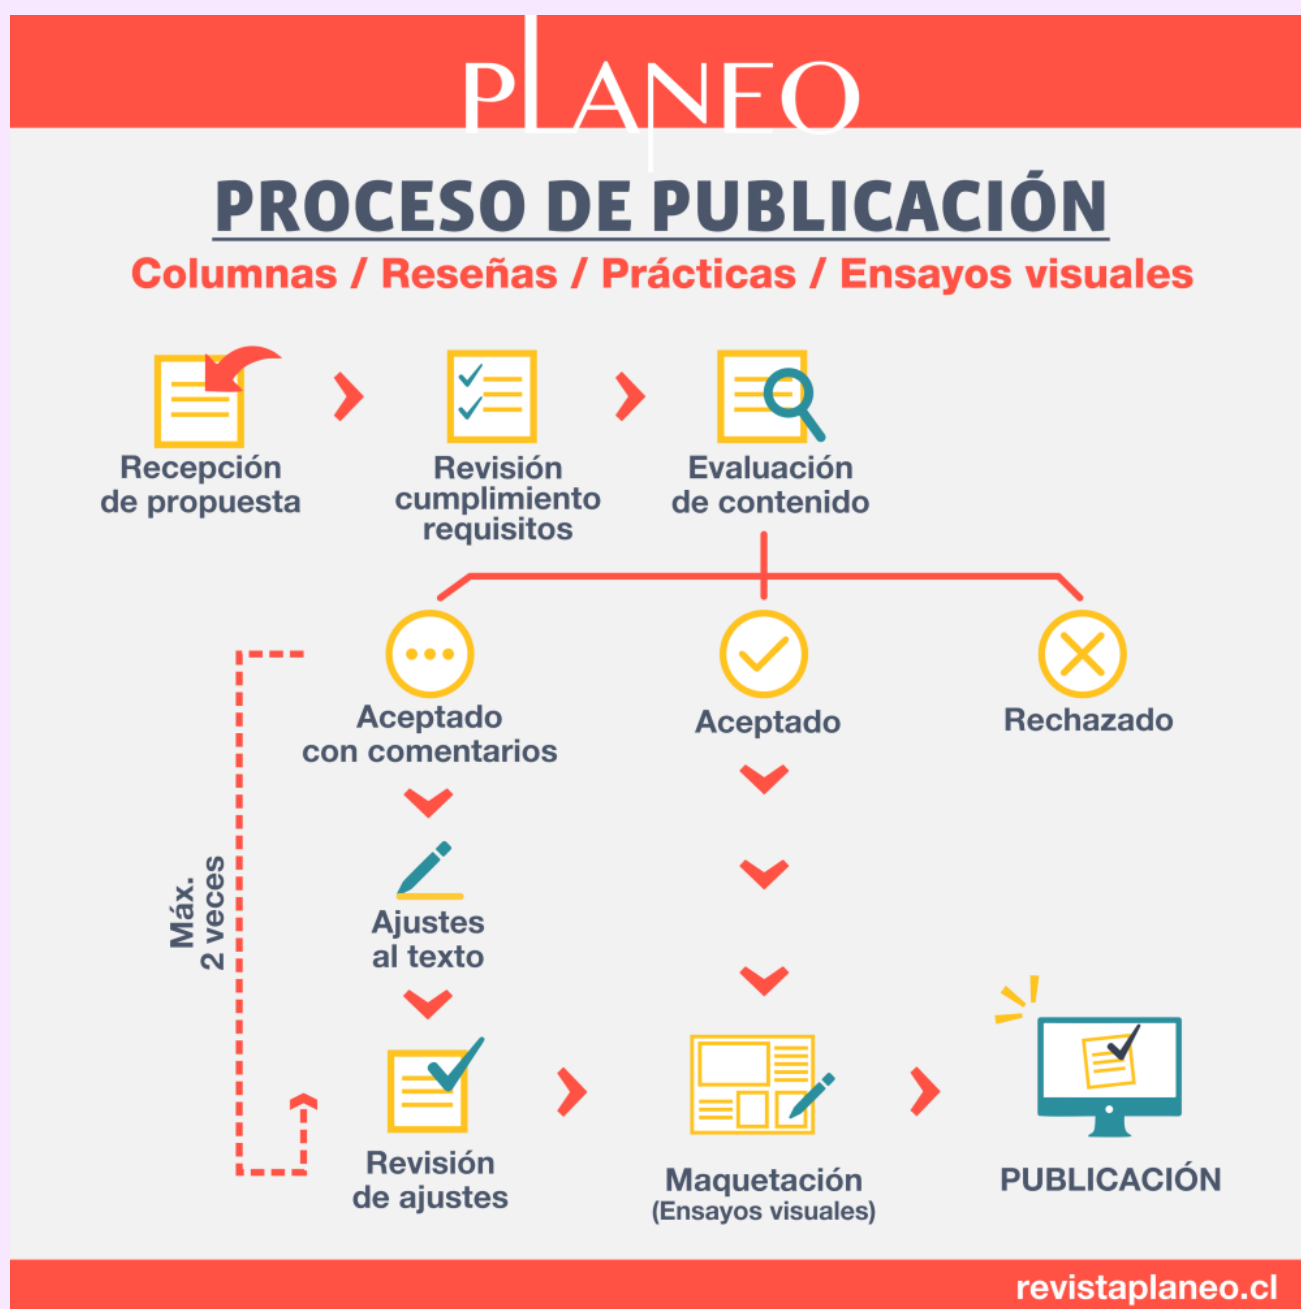 PLANEO
PROCESO DE PUBLICACIÓN
Columnas / Reseñas / Prácticas / Ensayos visuales
Recepción
de propuesta
Revisión
cumplimiento
requisitos
Evaluación
de contenido
Aceptado
con comentarios
Aceptado
Rechazado
Máx.
2 veces
Ajustes
al texto
Revisión
de ajustes
Maquetación
(Ensayos visuales)
PUBLICACIÓN
revistaplaneo.cl